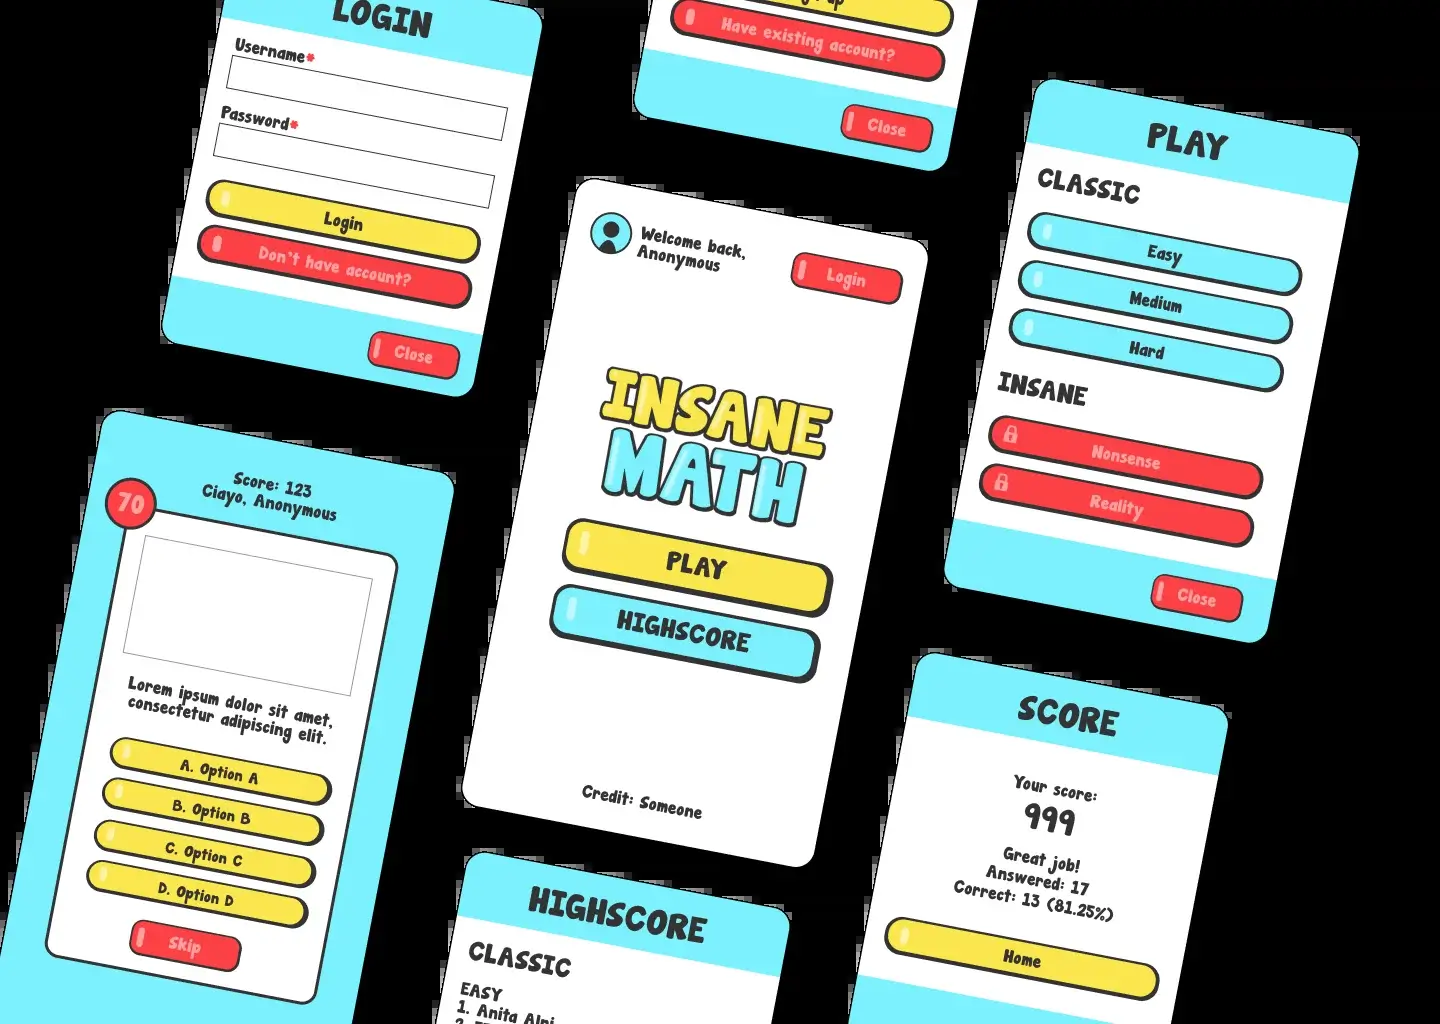 LOGIN
Username*
Password*
Login
Don't have account?
Close
Have existing account?
Close
PLAY
CLASSIC
Easy
Medium
Hard
INSANE
Nonsense
Reality
Close
Welcome back,
Anonymous
Login
INSANE
MATH
PLAY
HIGHSCORE
Credit: Someone
70
Score: 123
Ciayo, Anonymous
Lorem ipsum dolor sit amet,
consectetur adipiscing elit.
A. Option A
B. Option B
C. Option C
D. Option D
Skip
SCORE
Your score:
999
Great job!
Answered: 17
Correct: 13 (81.25%)
Home
HIGHSCORE
CLASSIC
EASY
1. Anita